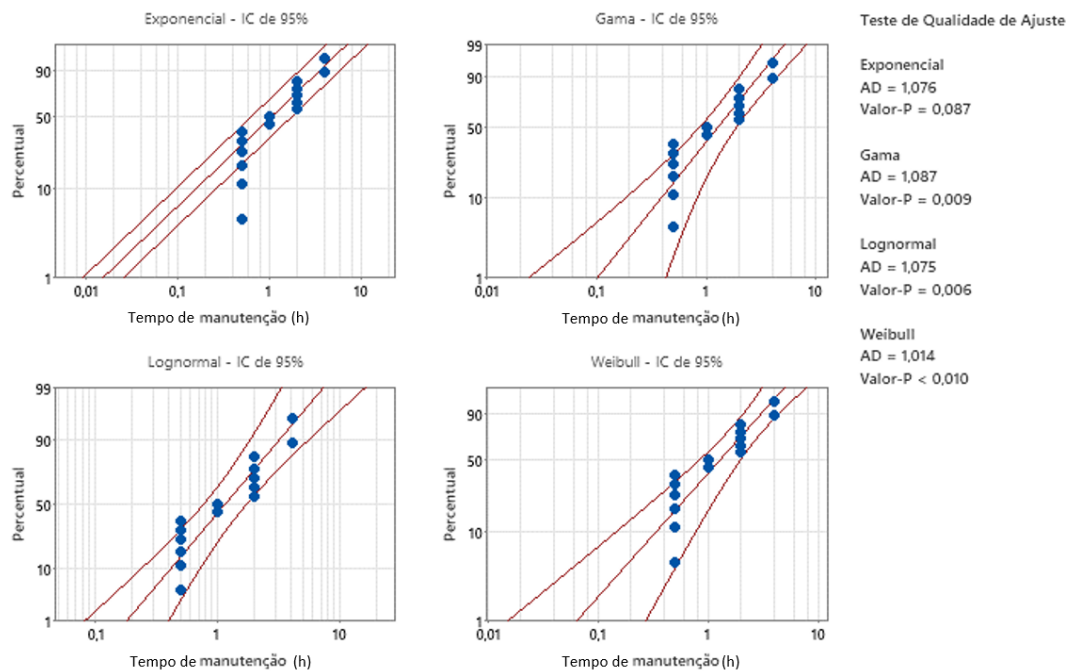 Exponencial - IC de 95%
90
50
10
1
Percentual
0,01 0,1 1 10
Tempo de manutenção (h)
Gama - IC de 95%
99
90
50
10
1
Percentual
0,01 0,1 1 10
Tempo de manutenção (h)
Lognormal - IC de 95%
99
90
50
10
1
Percentual
0,1 1 10
Tempo de manutenção (h)
Weibull - IC de 95%
90
50
10
1
Percentual
0,01 0,1 1 10
Tempo de manutenção (h)
Teste de Qualidade de Ajuste
Exponencial
AD = 1,076
Valor-P = 0,087
Gama
AD = 1,087
Valor-P = 0,009
Lognormal
AD = 1,075
Valor-P = 0,006
Weibull
AD = 1,014
Valor-P < 0,010